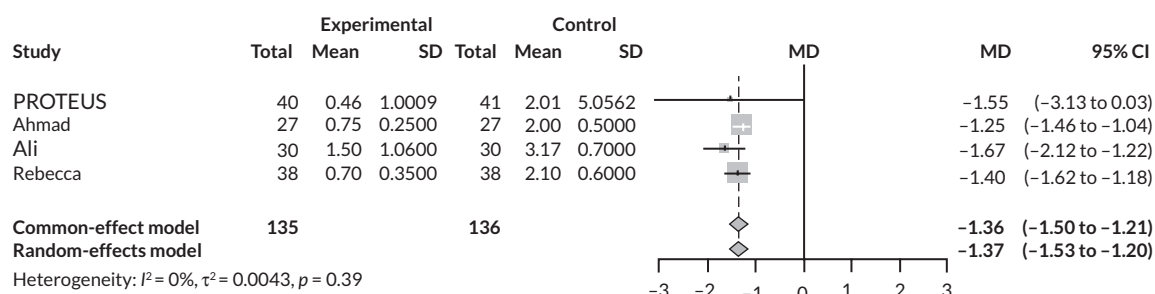 Experimental Control
Study Total Mean SD Total Mean SD MD MD 95% CI
PROTEUS 40 0.46 1.0009 41 2.01 5.0562 −1.55 (−3.13 to 0.03)
Ahmad 27 0.75 0.2500 27 2.00 0.5000 −1.25 (−1.46 to −1.04)
Ali 30 1.50 1.0600 30 3.17 0.7000 −1.67 (−2.12 to −1.22)
Rebecca 38 0.70 0.3500 38 2.10 0.6000 −1.40 (−1.62 to −1.18)
Common-effect model 135 136 −1.36 (−1.50 to −1.21)
Random-effects model −1.37 (−1.53 to −1.20)
Heterogeneity: I² = 0%, τ² = 0.0043, p = 0.39
−3 −2 −1 0 1 2 3